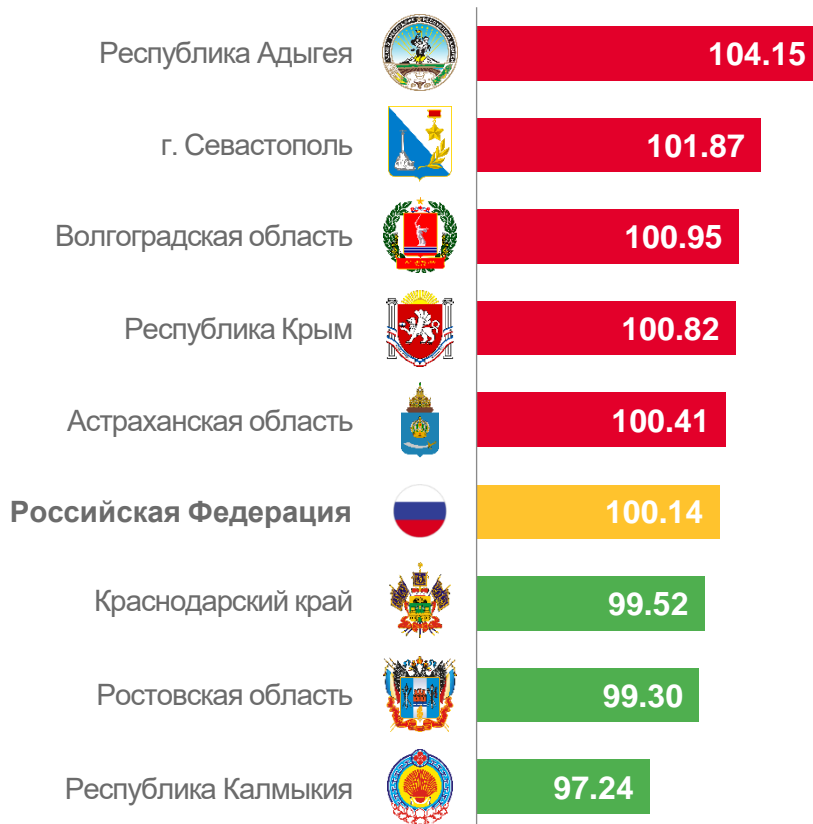 Республика Адыгея 104.15
г. Севастополь 101.87
Волгоградская область 100.95
Республика Крым 100.82
Астраханская область 100.41
Российская Федерация 100.14
Краснодарский край 99.52
Ростовская область 99.30
Республика Калмыкия 97.24